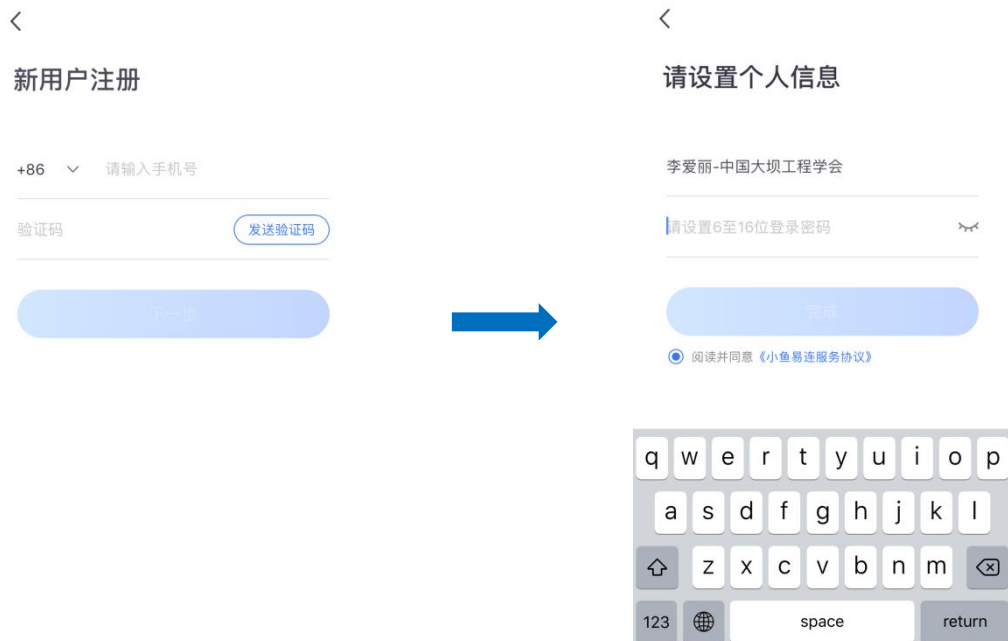 新用户注册
+86 请输入手机号
验证码 发送验证码
下一步
请设置个人信息
李爱丽-中国大坝工程学会
请设置6至16位登录密码
完成
阅读并同意《小鱼易连服务协议》
q w e r t y u i o p
a s d f g h j k l
z x c v b n m
123 space return